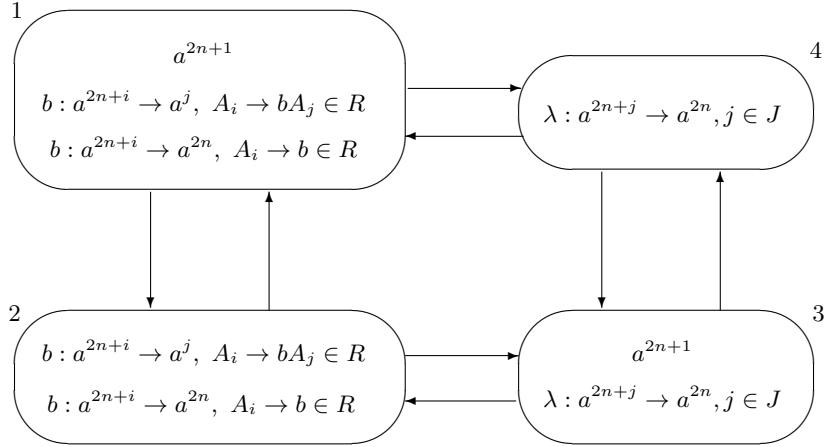 1
a^{2n+1}
b : a^{2n+i} → a^j, A_i → bA_j ∈ R
b : a^{2n+i} → a^{2n}, A_i → b ∈ R
4
λ : a^{2n+j} → a^{2n}, j ∈ J
2
b : a^{2n+i} → a^j, A_i → bA_j ∈ R
b : a^{2n+i} → a^{2n}, A_i → b ∈ R
3
a^{2n+1}
λ : a^{2n+j} → a^{2n}, j ∈ J